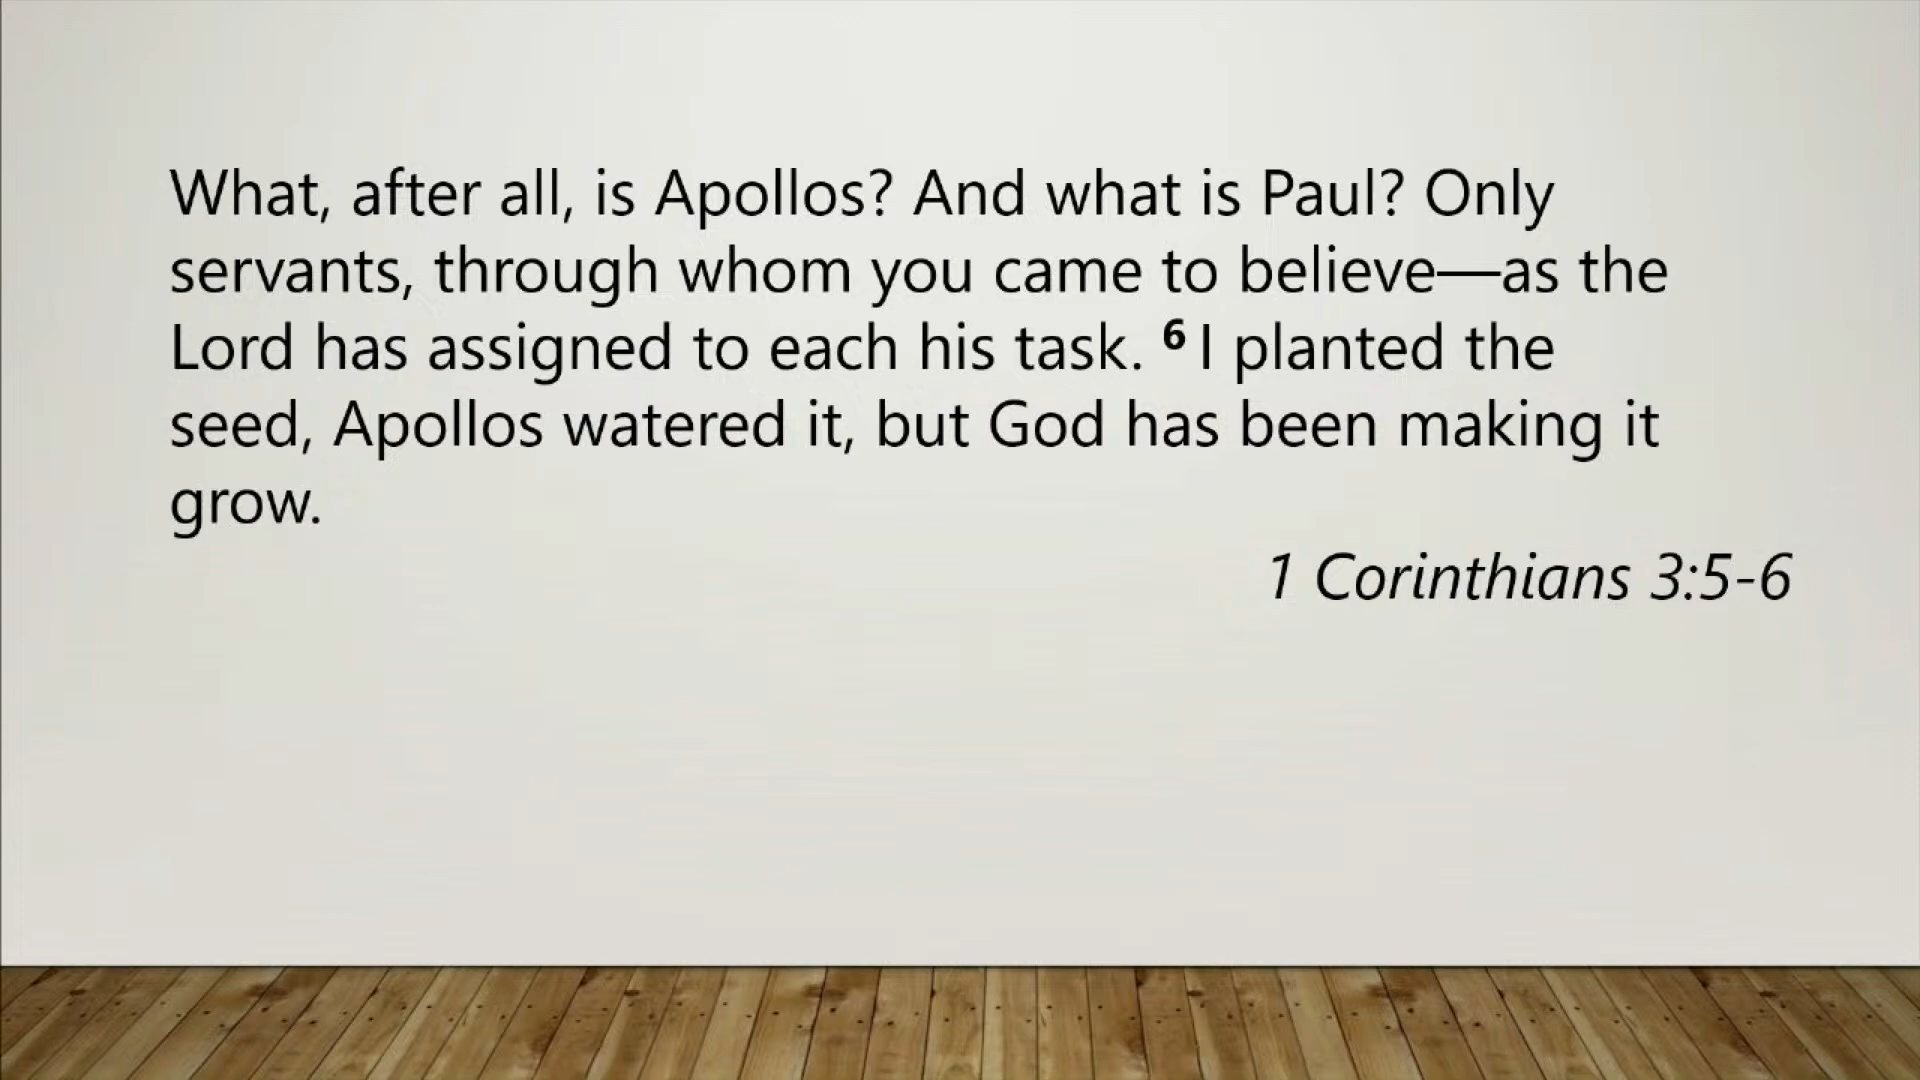 What, after all, is Apollos? And what is Paul? Only
servants, through whom you came to believe—as the
Lord has assigned to each his task. 6 I planted the
seed, Apollos watered it, but God has been making it
grow.
1 Corinthians 3:5-6